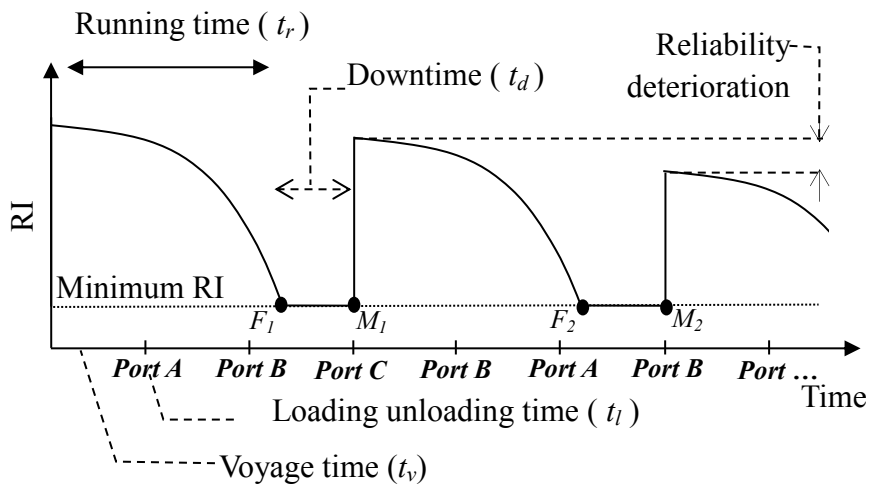 Running time ( tr)
Reliability
deterioration
Downtime ( td )
RI
Minimum RI
F1
M1
F2
M2
Port A
Port B
Port C
Port B
Port A
Port B
Port …
Time
Loading unloading time ( tl )
Voyage time (tv)